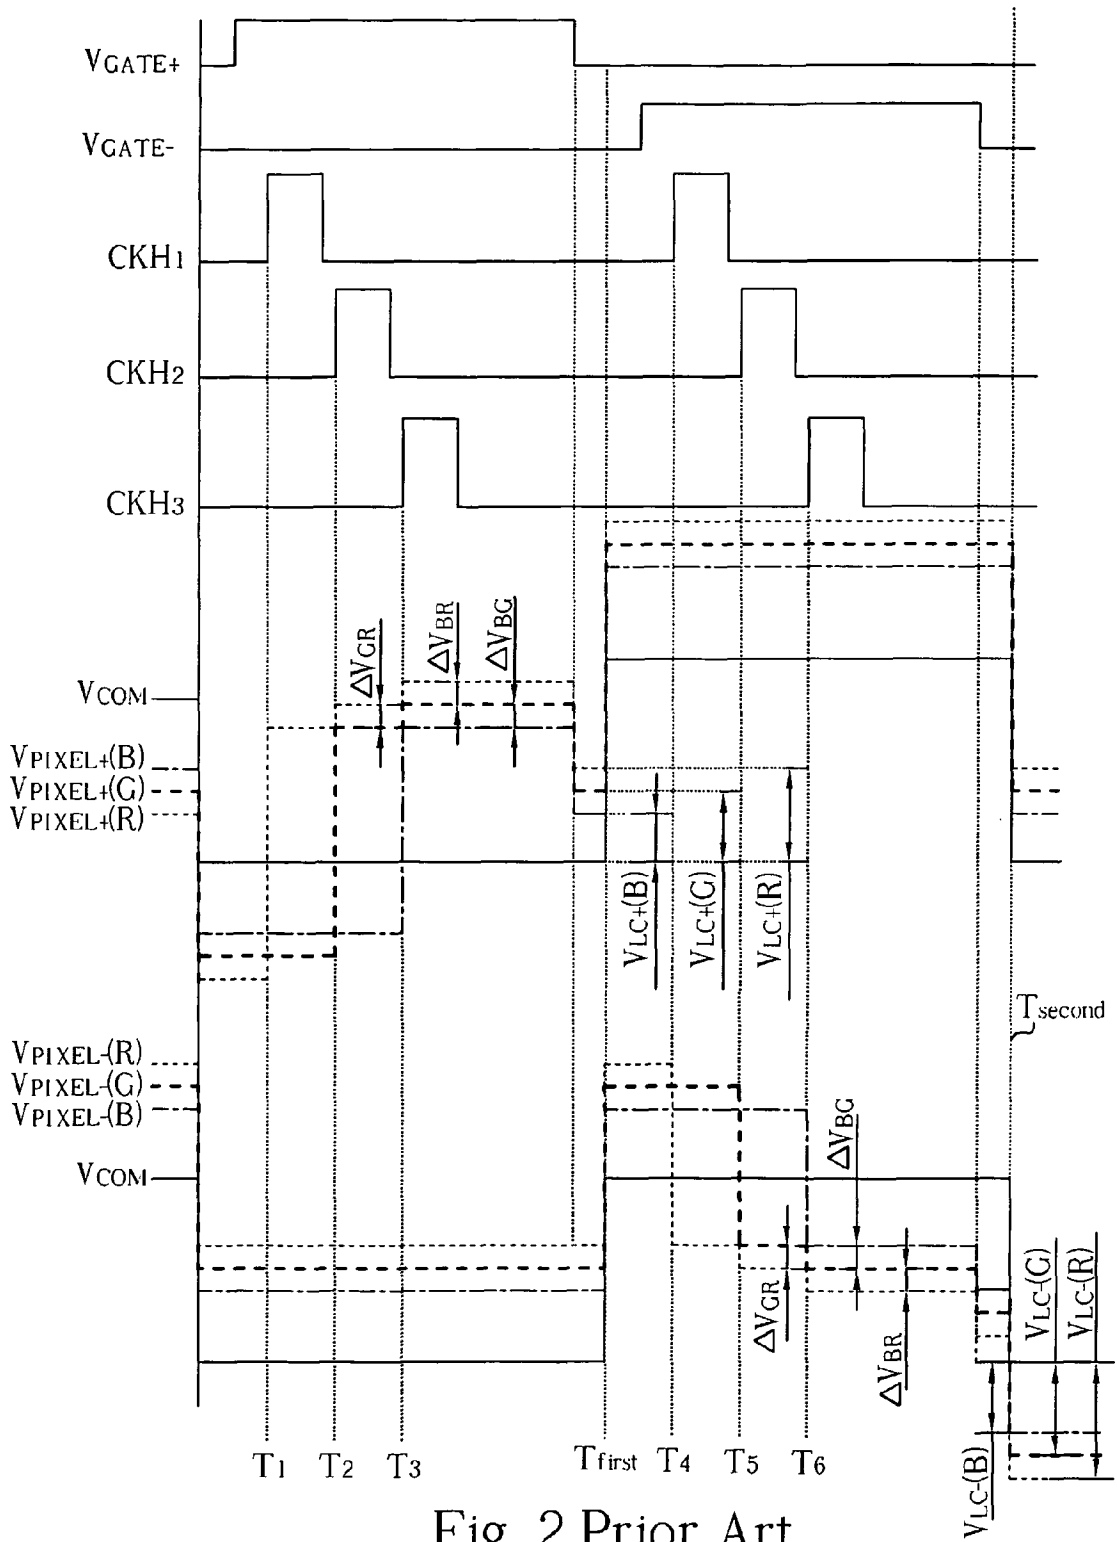 VGATE+
VGATE-
CKH1
CKH2
CKH3
ΔVGR
ΔVBR
ΔVBG
VCOM
VPIXEL+(B)
VPIXEL+(G)
VPIXEL+(R)
VLC+(B)
VLC+(G)
VLC+(R)
Tsecond
VPIXEL-(R)
VPIXEL-(G)
VPIXEL-(B)
VCOM
ΔVBG
ΔVGR
ΔVBR
VLC-(G)
VLC-(R)
VLC-(B)
T1 T2 T3 Tfirst T4 T5 T6
Fig. 2 Prior Art